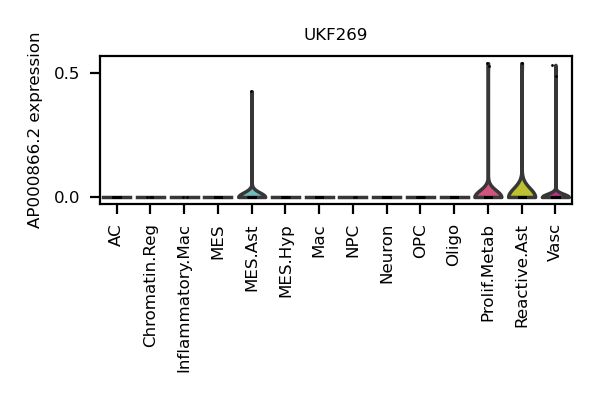 UKF269
AP000866.2 expression
0.5
0.0
AC
Chromatin.Reg
Inflammatory.Mac
MES
MES.Ast
MES.Hyp
Mac
NPC
Neuron
OPC
Oligo
Prolif.Metab
Reactive.Ast
Vasc